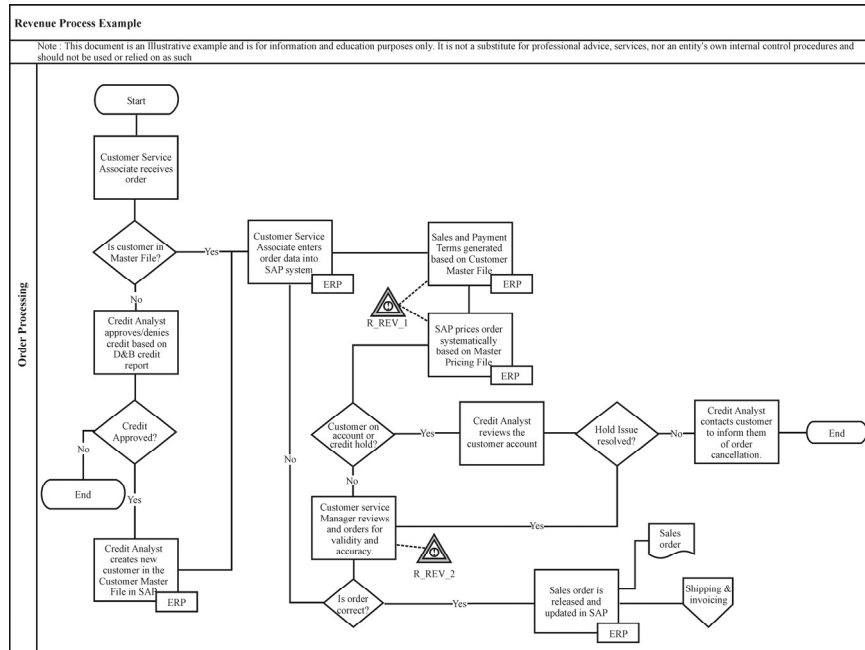 Revenue Process Example
Note : This document is an Illustrative example and is for information and education purposes only. It is not a substitute for professional advice, services, nor an entity's own internal control procedures and
should not be used or relied on as such
Order Processing
Start
Customer Service
Associate receives
order
Is customer in
Master File?
Yes
No
Customer Service
Associate enters
order data into
SAP system
ERP
Sales and Payment
Terms generated
based on Customer
Master File
ERP
R_REV_1
SAP prices order
systematically
based on Master
Pricing File
ERP
Credit Analyst
approves/denies
credit based on
D&B credit
report
Credit
Approved?
No
End
Yes
Credit Analyst
creates new
customer in the
Customer Master
File in SAP
ERP
Customer on
account or
credit hold?
Yes
No
Credit Analyst
reviews the
customer account
Hold Issue
resolved?
No
Yes
Credit Analyst
contacts customer
to inform them
of order
cancellation.
End
Customer service
Manager reviews
and orders for
validity and
accuracy.
R_REV_2
No
Is order
correct?
Yes
Sales order is
released and
updated in SAP
ERP
Sales
order
Shipping &
invoicing